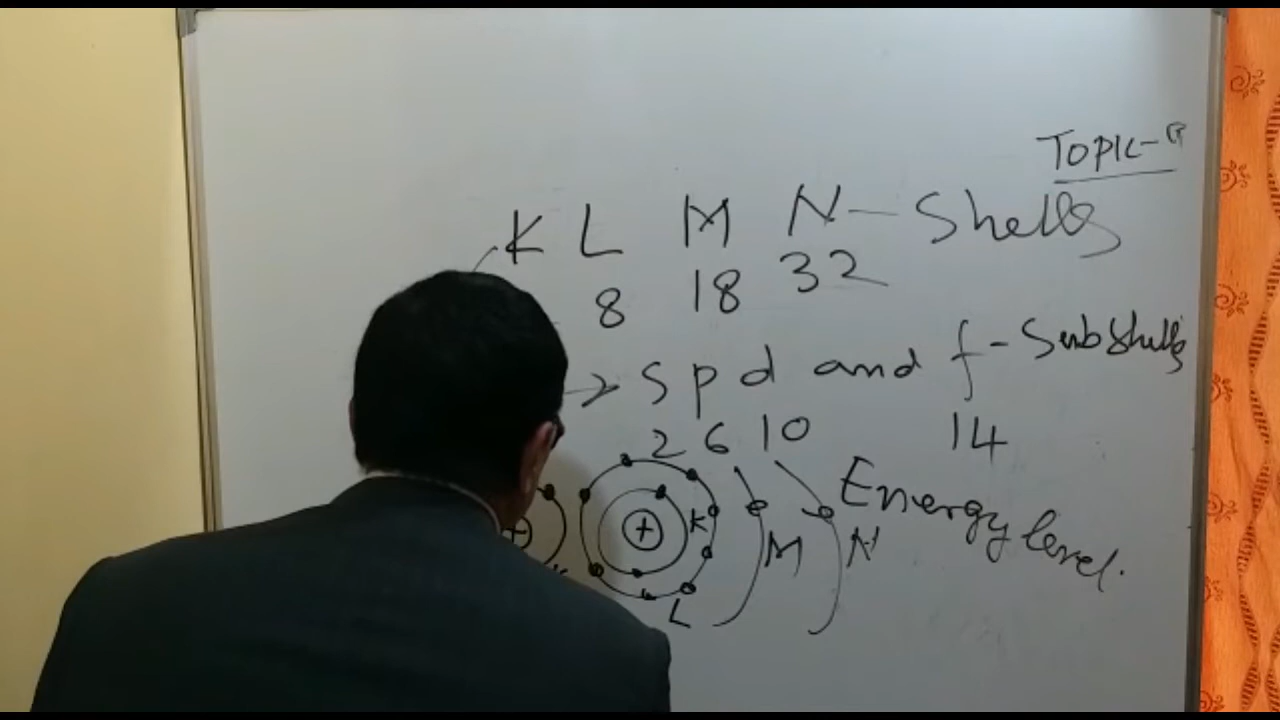 TOPIC-
K L M N - Shells
8 18 32
→ s p d and f - Subshells
2 6 10 14
Energy level.
+ + K M N
L